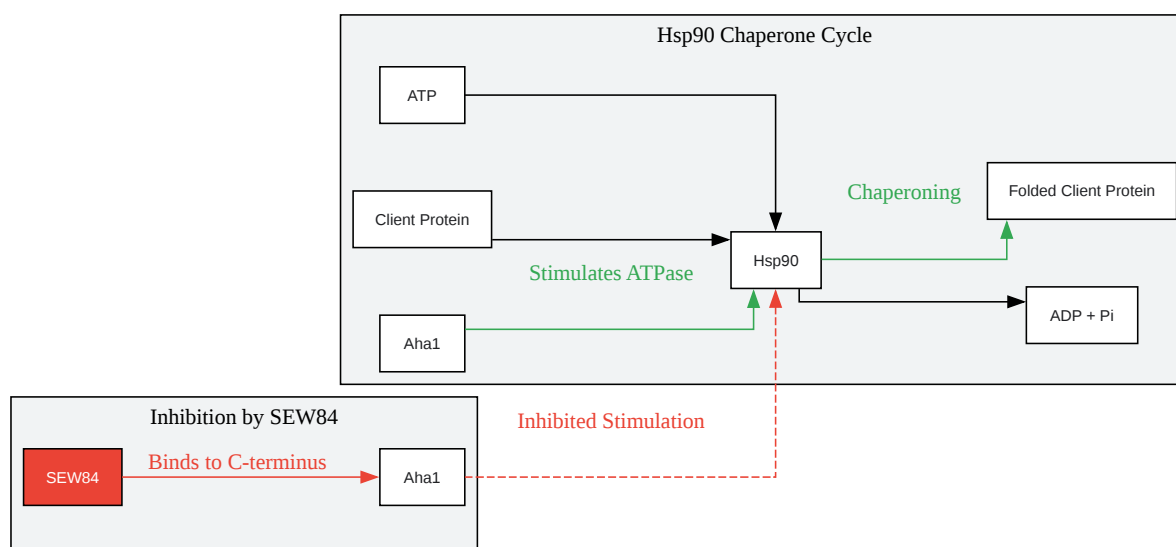 Hsp90 Chaperone Cycle
ATP
Client Protein
Chaperoning
Folded Client Protein
Hsp90
Stimulates ATPase
ADP + Pi
Aha1
Inhibition by SEW84
Inhibited Stimulation
SEW84
Binds to C-terminus
Aha1